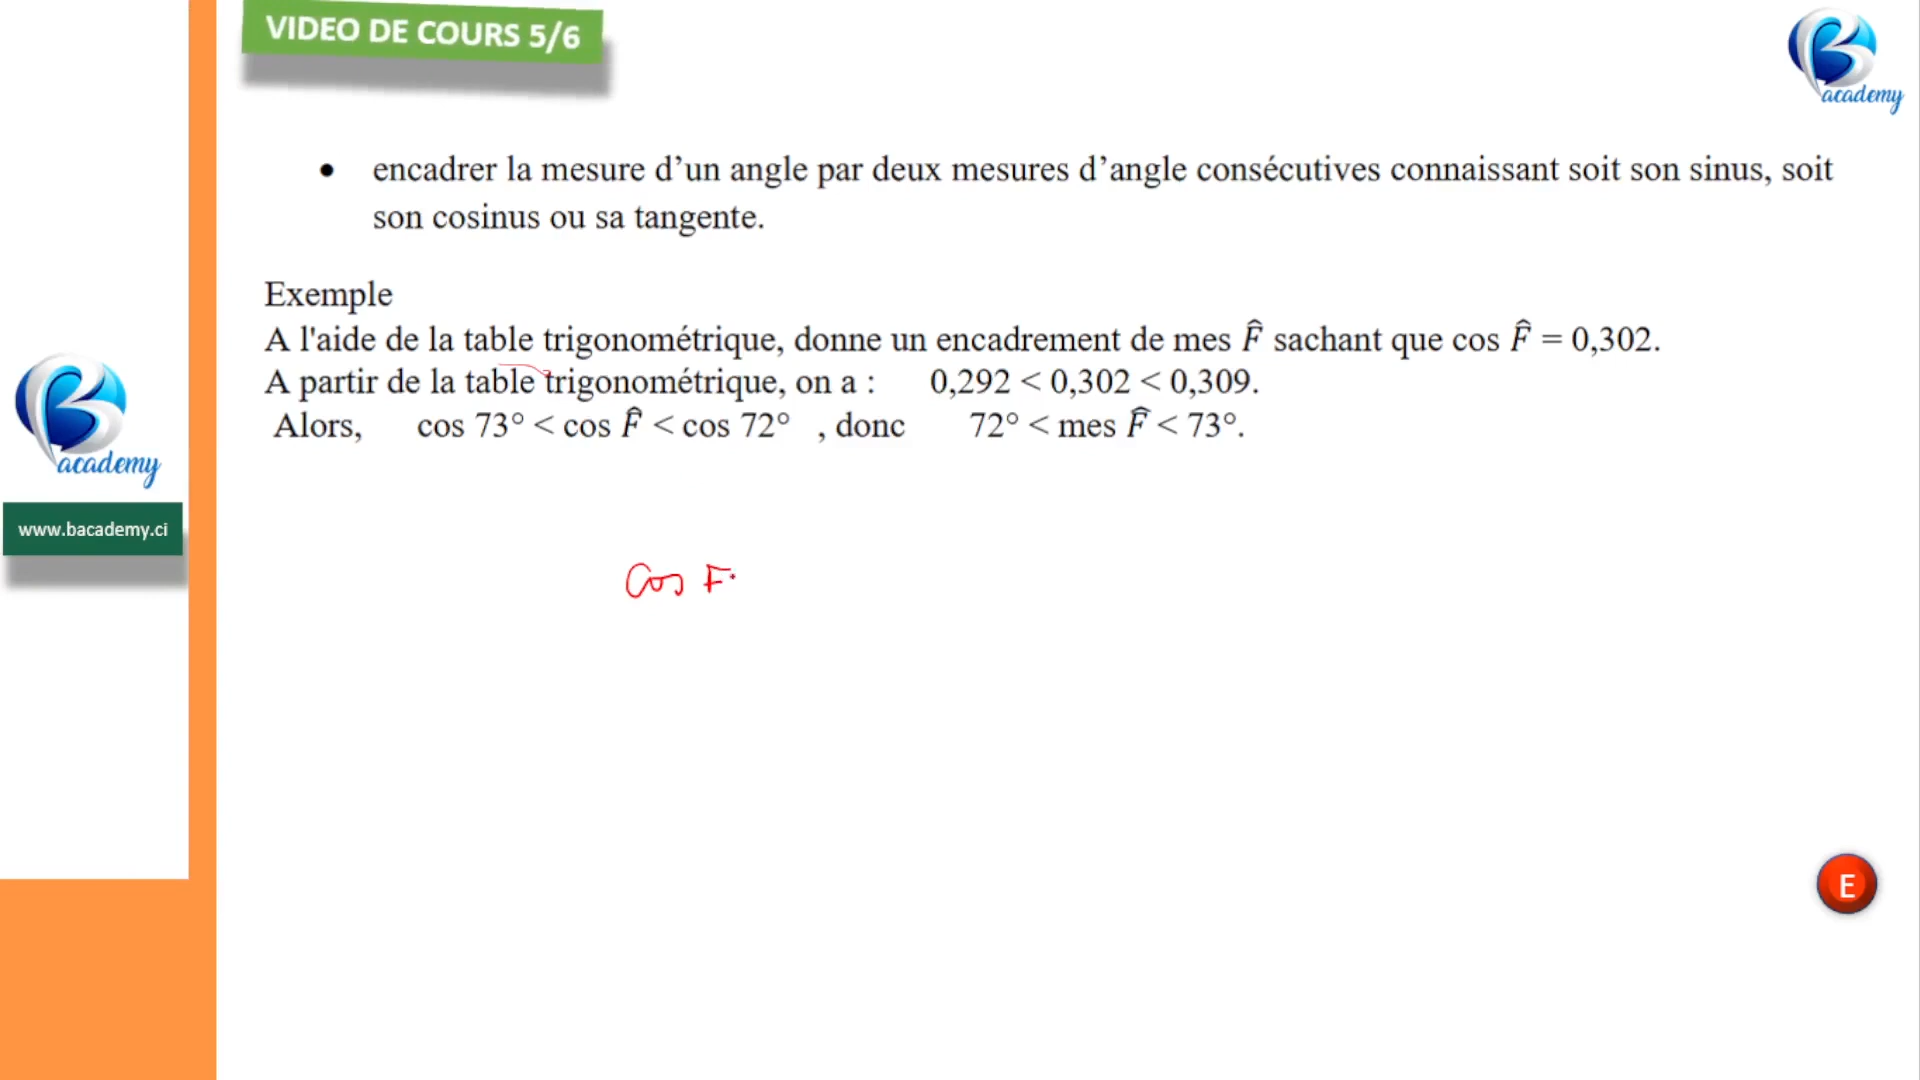 VIDEO DE COURS 5/6
academy
• encadrer la mesure d’un angle par deux mesures d’angle consécutives connaissant soit son sinus, soit
son cosinus ou sa tangente.
Exemple
A l'aide de la table trigonométrique, donne un encadrement de mes F̂ sachant que cos F̂ = 0,302.
A partir de la table trigonométrique, on a : 0,292 < 0,302 < 0,309.
Alors, cos 73° < cos F̂ < cos 72° , donc 72° < mes F̂ < 73°.
academy
www.bacademy.ci
Cos F
E